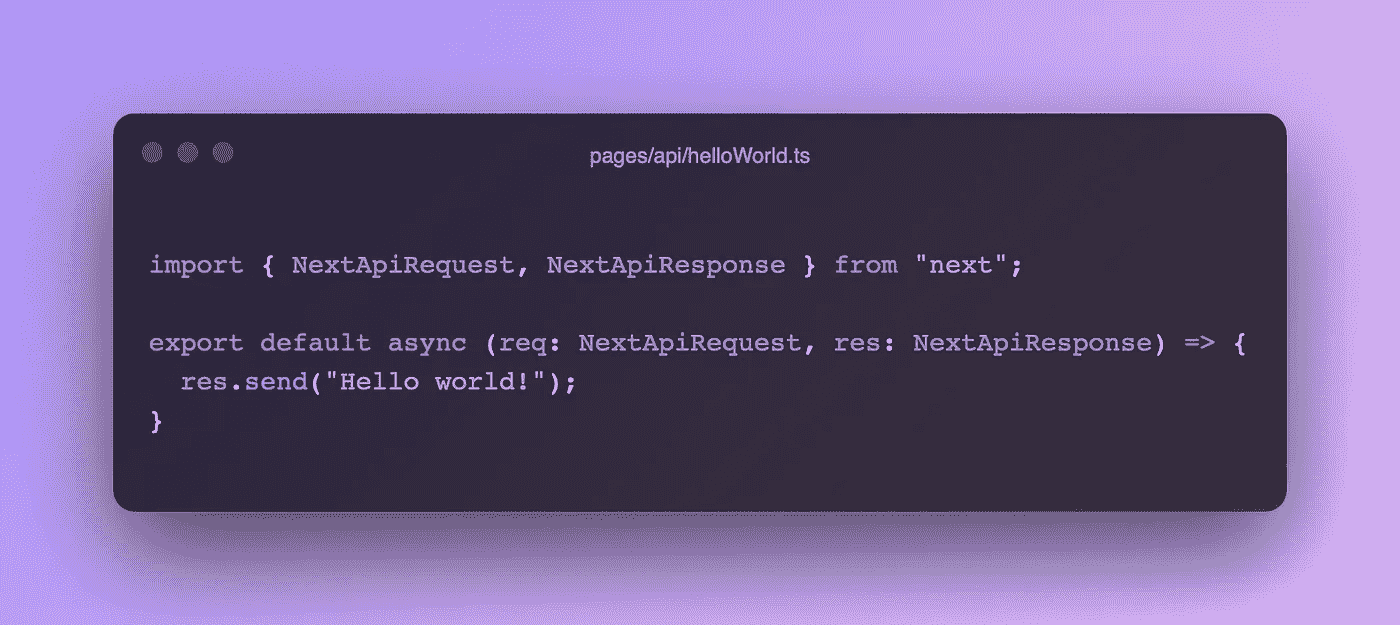 pages/api/helloWorld.ts
import { NextApiRequest, NextApiResponse } from "next";
export default async (req: NextApiRequest, res: NextApiResponse) => {
  res.send("Hello world!");
}